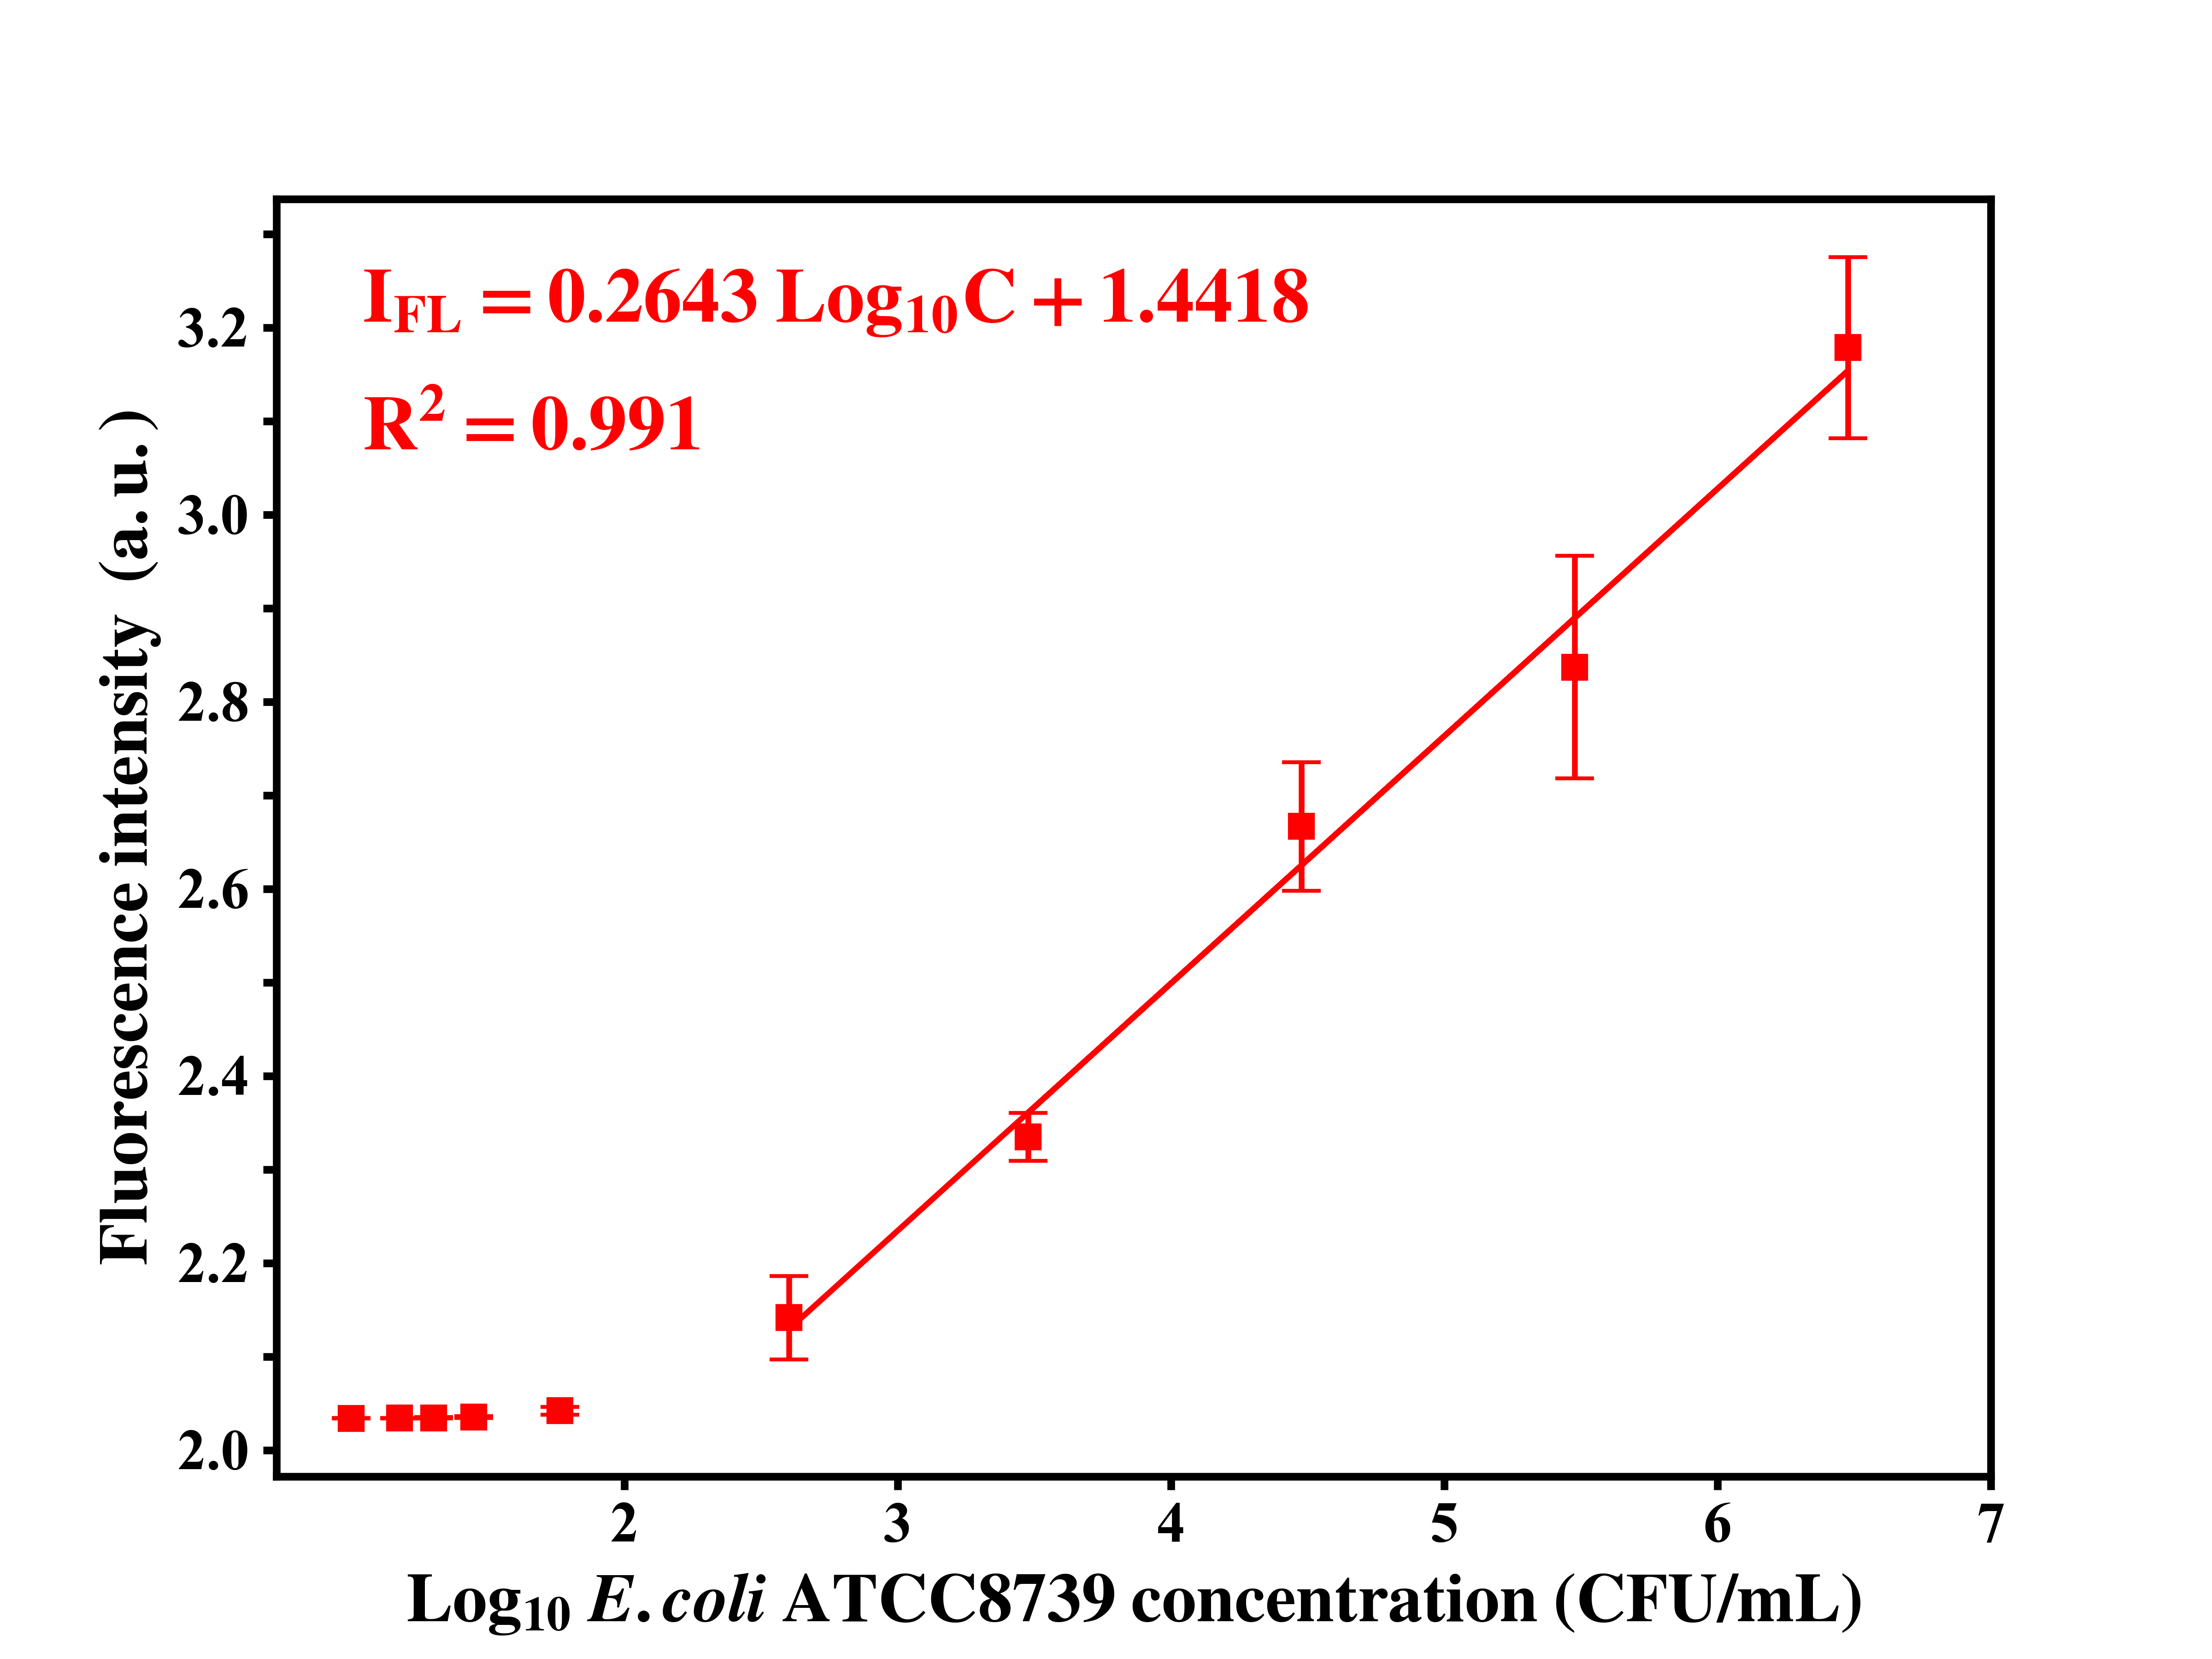 I_FL = 0.2643 Log₁₀C + 1.4418
R² = 0.991
Fluorescence intensity (a. u. )
3.2
3.0
2.8
2.6
2.4
2.2
2.0
2 3 4 5 6 7
Log₁₀ E. coli ATCC8739 concentration (CFU/mL)